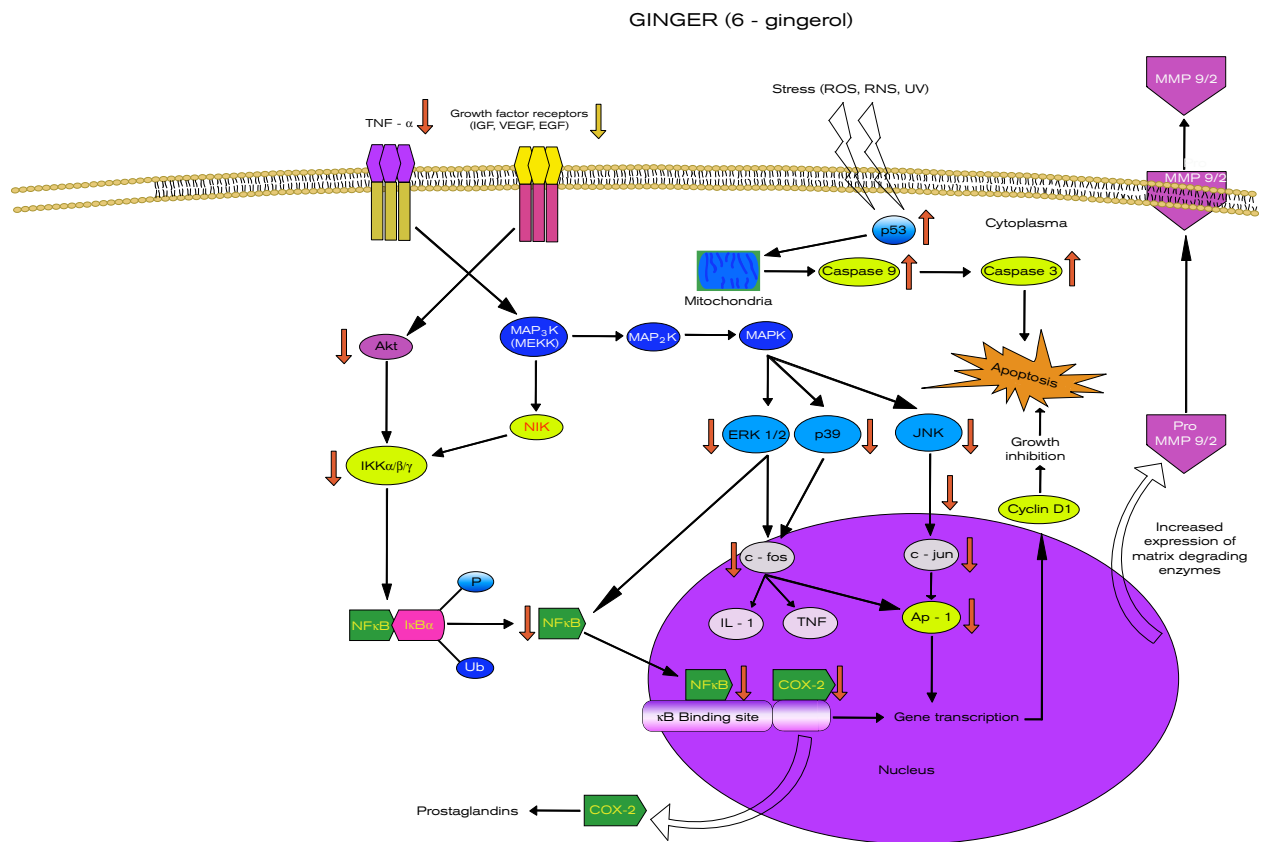 GINGER (6 - gingerol)
MMP 9/2
Stress (ROS, RNS, UV)
TNF - α
Growth factor receptors
(IGF, VEGF, EGF)
MMP 9/2
p53
Cytoplasma
Caspase 9
Caspase 3
Mitochondria
Akt
MAP3K
(MEKK)
MAP2K
MAPK
Apoptosis
NIK
ERK 1/2
p39
JNK
Growth
inhibition
Pro
MMP 9/2
IKKα/β/γ
Cyclin D1
Increased
expression of
matrix degrading
enzymes
c - fos
c - jun
P
NFκB
IκBα
NFκB
IL - 1
TNF
Ap - 1
Ub
NFκB
COX-2
κB Binding site
Gene transcription
Nucleus
Prostaglandins
COX-2